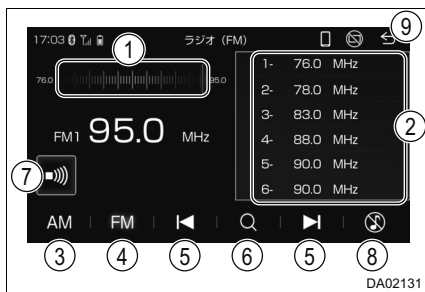 17:03 ラジオ（FM） 9
1
76.0 95.0
FM1 95.0 MHz
1- 76.0 MHz
2- 78.0 MHz
3- 83.0 MHz
4- 88.0 MHz
5- 90.0 MHz
6- 90.0 MHz
2
7
AM FM
3 4 5 6 5 8
DA02131